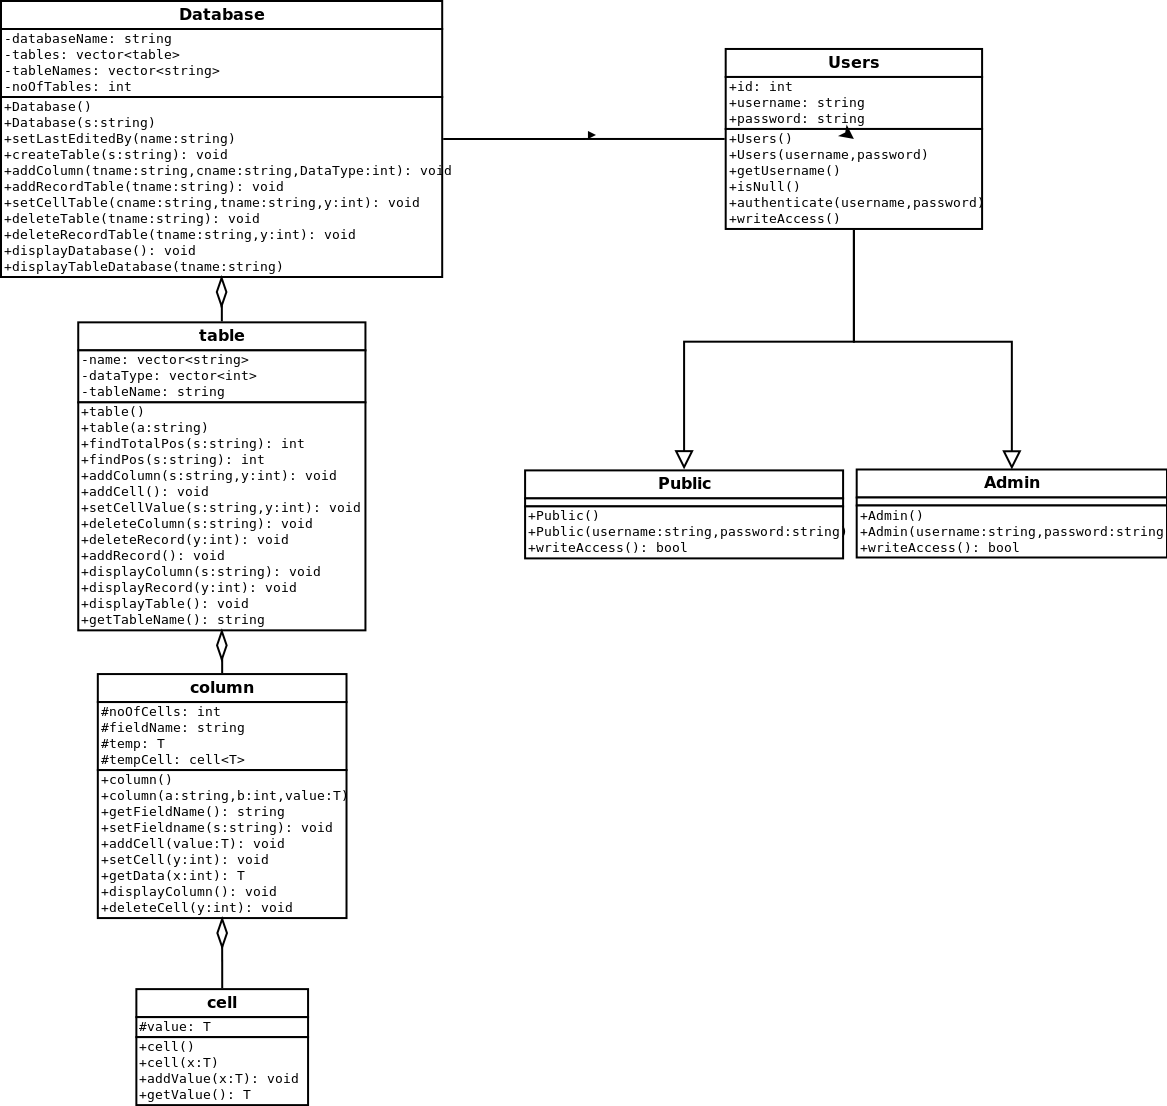 Database
-databaseName: string
-tables: vector<table>
-tableNames: vector<string>
-noOfTables: int
+Database()
+Database(s:string)
+setLastEditedBy(name:string)
+createTable(s:string): void
+addColumn(tname:string,cname:string,DataType:int): void
+addRecordTable(tname:string): void
+setCellTable(cname:string,tname:string,y:int): void
+deleteTable(tname:string): void
+deleteRecordTable(tname:string,y:int): void
+displayDatabase(): void
+displayTableDatabase(tname:string)
Users
+id: int
+username: string
+password: string
+Users()
+Users(username,password)
+getUsername()
+isNull()
+authenticate(username,password)
+writeAccess()
table
-name: vector<string>
-dataType: vector<int>
-tableName: string
+table()
+table(a:string)
+findTotalPos(s:string): int
+findPos(s:string): int
+addColumn(s:string,y:int): void
+addCell(): void
+setCellValue(s:string,y:int): void
+deleteColumn(s:string): void
+deleteRecord(y:int): void
+addRecord(): void
+displayColumn(s:string): void
+displayRecord(y:int): void
+displayTable(): void
+getTableName(): string
Public
+Public()
+Public(username:string,password:string)
+writeAccess(): bool
Admin
+Admin()
+Admin(username:string,password:string
+writeAccess(): bool
column
#noOfCells: int
#fieldName: string
#temp: T
#tempCell: cell<T>
+column()
+column(a:string,b:int,value:T)
+getFieldName(): string
+setFieldname(s:string): void
+addCell(value:T): void
+setCell(y:int): void
+getData(x:int): T
+displayColumn(): void
+deleteCell(y:int): void
cell
#value: T
+cell()
+cell(x:T)
+addValue(x:T): void
+getValue(): T